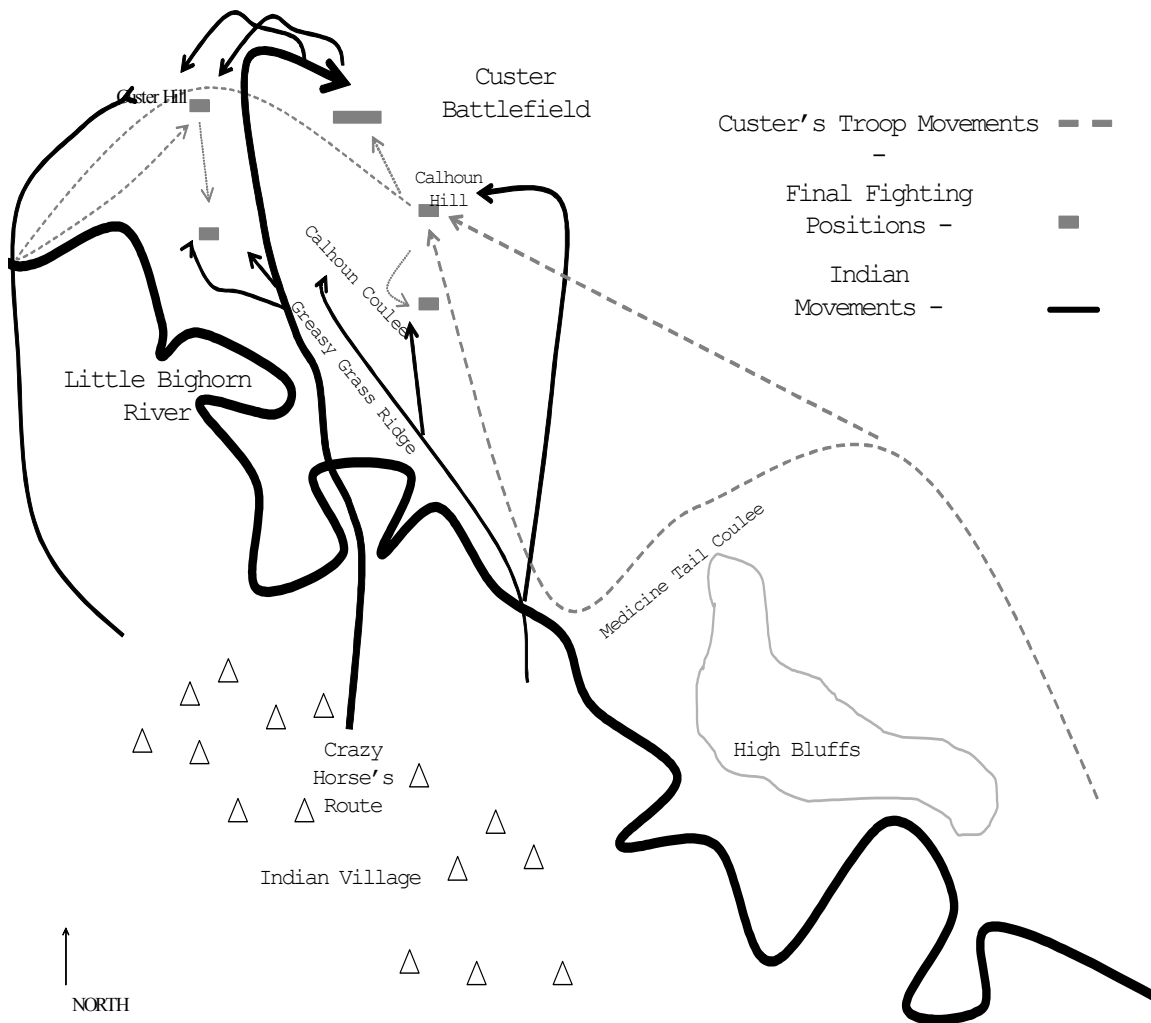 Custer
Battlefield
Custer Hill
Custer's Troop Movements
–
Final Fighting
Positions –
Indian
Movements –
Calhoun
Hill
Calhoun Coulee
Greasy Grass Ridge
Little Bighorn
River
Medicine Tail Coulee
High Bluffs
Crazy
Horse's
Route
Indian Village
NORTH